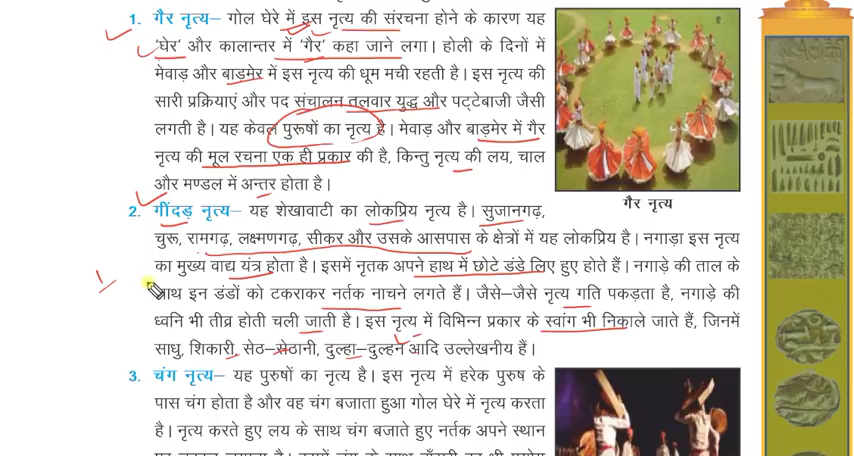 1. गैर नृत्य– गोल घेरे में इस नृत्य की संरचना होने के कारण यह
'घेर' और कालान्तर में 'गैर' कहा जाने लगा। होली के दिनों में
मेवाड़ और बाड़मेर में इस नृत्य की धूम मची रहती है। इस नृत्य की
सारी प्रक्रियाएं और पद संचालन तलवार युद्ध और पट्टेबाजी जैसी
लगती है। यह केवल पुरूषों का नृत्य है। मेवाड़ और बाड़मेर में गैर
नृत्य की मूल रचना एक ही प्रकार की है, किन्तु नृत्य की लय, चाल
और मण्डल में अन्तर होता है।
गैर नृत्य
2. गींदड़ नृत्य– यह शेखावाटी का लोकप्रिय नृत्य है। सुजानगढ़,
चुरू, रामगढ़, लक्ष्मणगढ़, सीकर और उसके आसपास के क्षेत्रों में यह लोकप्रिय है। नगाड़ा इस नृत्य
का मुख्य वाद्य यंत्र होता है। इसमें नृतक अपने हाथ में छोटे डंडे लिए हुए होते हैं। नगाड़े की ताल के
साथ इन डंडों को टकराकर नर्तक नाचने लगते हैं। जैसे–जैसे नृत्य गति पकड़ता है, नगाड़े की
ध्वनि भी तीव्र होती चली जाती है। इस नृत्य में विभिन्न प्रकार के स्वांग भी निकाले जाते हैं, जिनमें
साधु, शिकारी, सेठ–सेठानी, दुल्हा–दुल्हन आदि उल्लेखनीय हैं।
3. चंग नृत्य– यह पुरुषों का नृत्य है। इस नृत्य में हरेक पुरुष के
पास चंग होता है और वह चंग बजाता हुआ गोल घेरे में नृत्य करता
है। नृत्य करते हुए लय के साथ चंग बजाते हुए नर्तक अपने स्थान